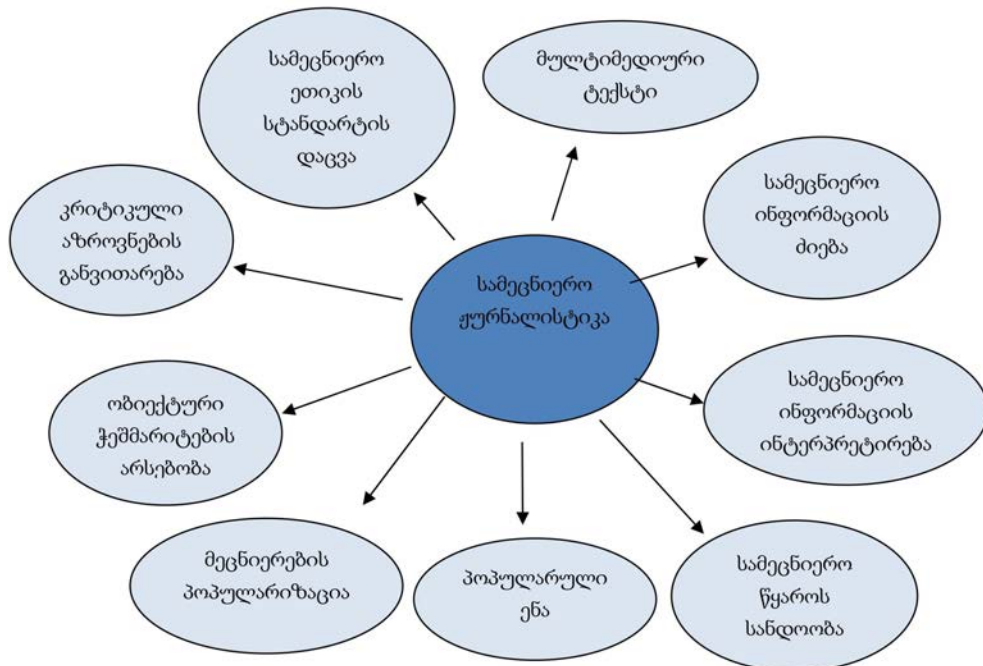 სამეცნიერო
ეთიკის
სტანდარტის
დაცვა
მულტიმედიური
ტექსტი
სამეცნიერო
ინფორმაციის
ძიება
კრიტიკული
აზროვნების
განვითარება
სამეცნიერო
ჟურნალისტიკა
სამეცნიერო
ინფორმაციის
ინტერპრეტირება
ობიექტური
ჭეშმარიტების
არსებობა
მეცნიერების
პოპულარიზაცია
პოპულარული
ენა
სამეცნიერო
წყაროს
სანდოობა